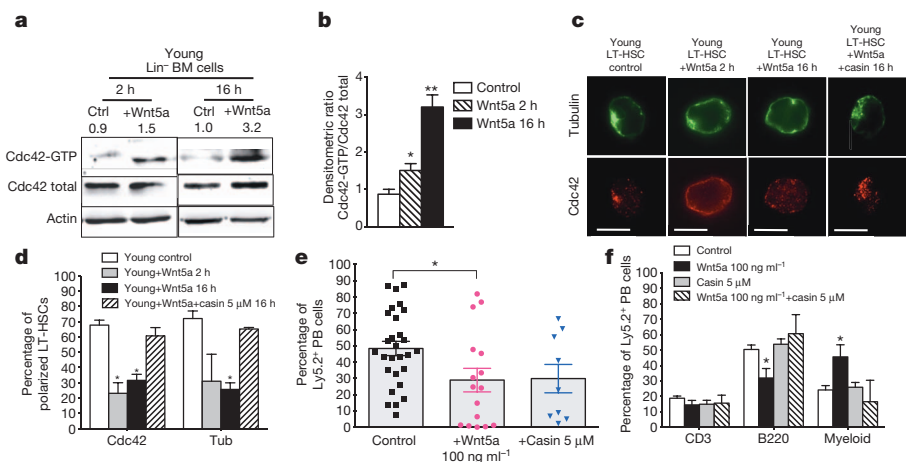 a
Young
Lin⁻ BM cells
2 h
16 h
Ctrl
+Wnt5a
Ctrl
+Wnt5a
0.9
1.5
1.0
3.2
Cdc42-GTP
Cdc42 total
Actin
b
Densitometric ratio
Cdc42-GTP/Cdc42 total
4
3
2
1
0
Control
Wnt5a 2 h
Wnt5a 16 h
*
**
c
Young
LT-HSC
control
Young
LT-HSC
+Wnt5a 2 h
Young
LT-HSC
+Wnt5a 16 h
Young
LT-HSC
+Wnt5a
+casin 16 h
Tubulin
Cdc42
d
Young control
Young+Wnt5a 2 h
Young+Wnt5a 16 h
Young+Wnt5a+casin 5 μM 16 h
Percentage of
polarized LT-HSCs
100
90
80
70
60
50
40
30
20
10
0
* *
*
Cdc42
Tub
e
Percentage of
Ly5.2⁺ PB cells
100
90
80
70
60
50
40
30
20
10
0
*
Control
+Wnt5a
100 ng ml⁻¹
+Casin 5 μM
f
Control
Wnt5a 100 ng ml⁻¹
Casin 5 μM
Wnt5a 100 ng ml⁻¹+casin 5 μM
Percentage of Ly5.2⁺ PB cells
100
90
80
70
60
50
40
30
20
10
0
*
*
CD3
B220
Myeloid